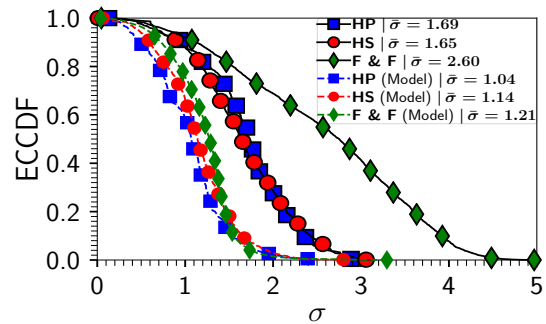 1.0
0.8
0.6
0.4
0.2
0.0
ECCDF
0
1
2
3
4
5
σ
HP | σ̄ = 1.69
HS | σ̄ = 1.65
F & F | σ̄ = 2.60
HP (Model) | σ̄ = 1.04
HS (Model) | σ̄ = 1.14
F & F (Model) | σ̄ = 1.21